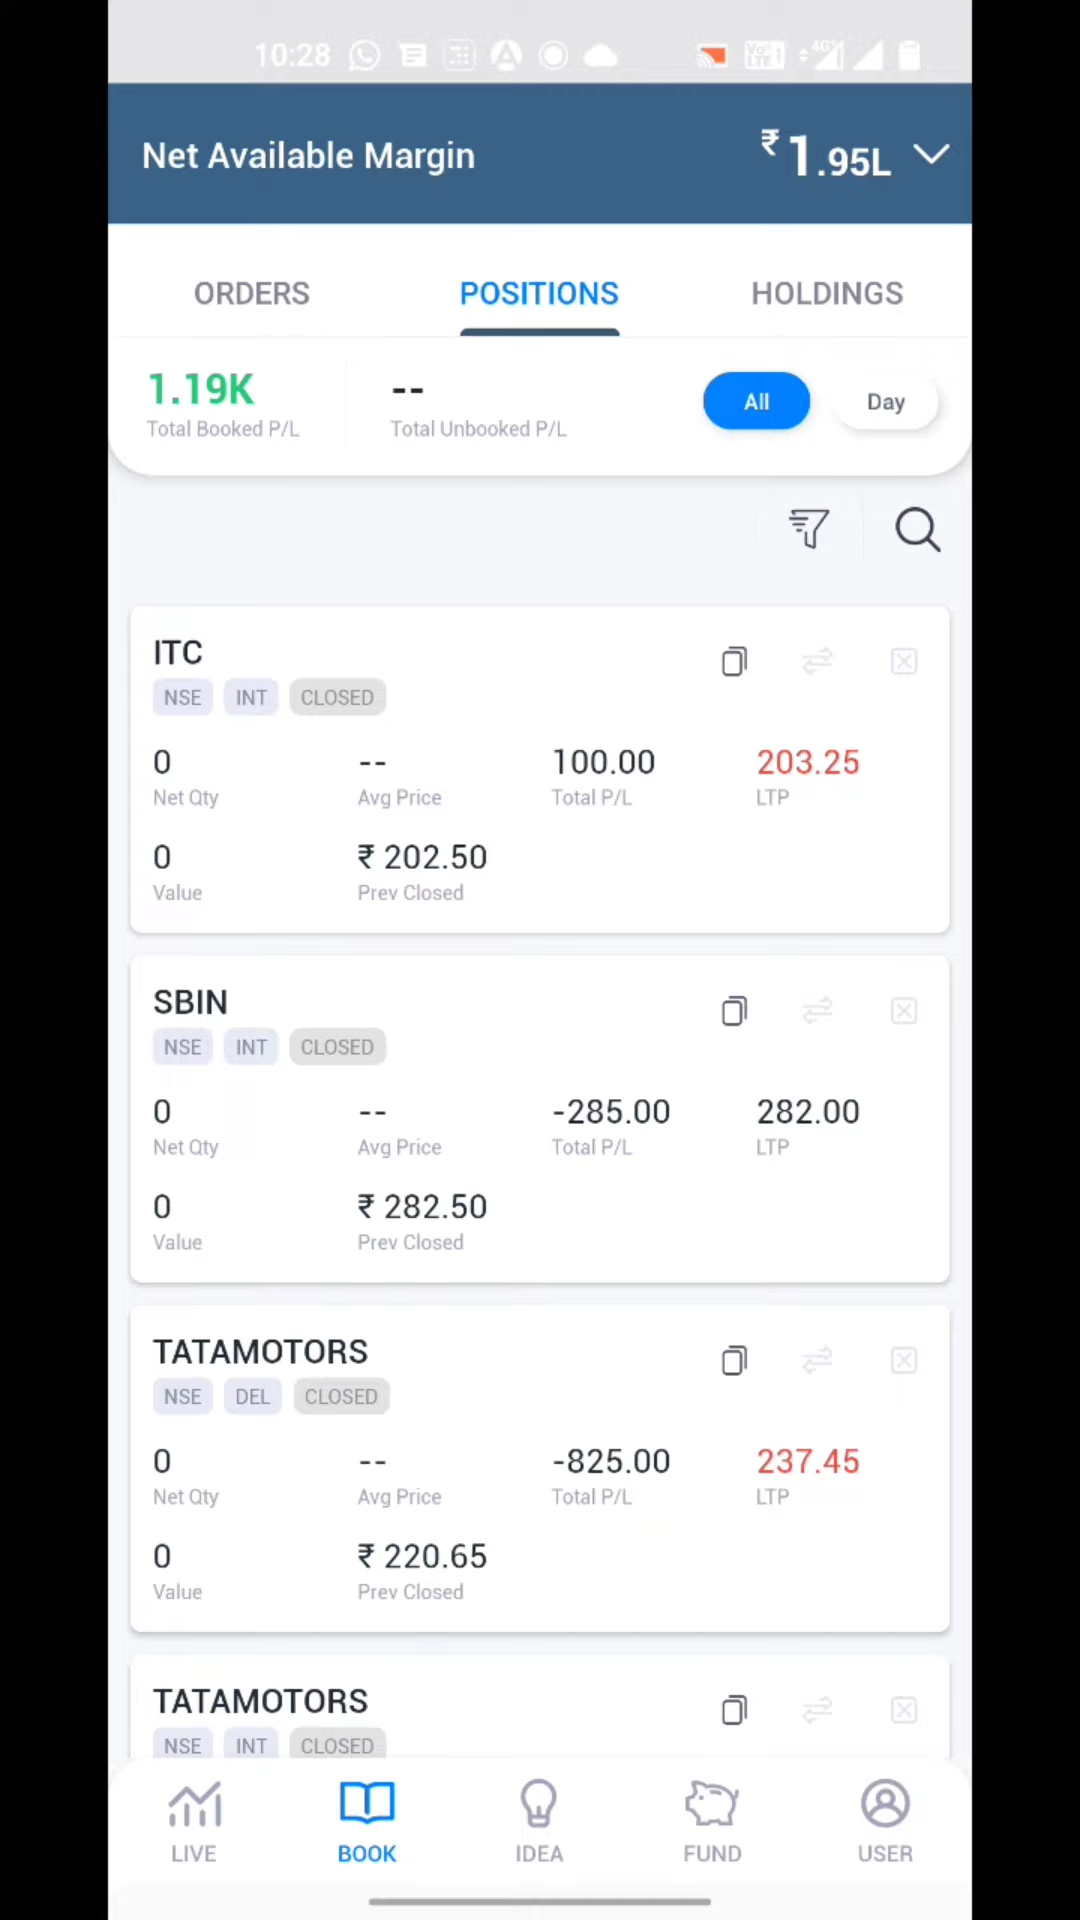 10:28
Net Available Margin
₹1.95L
ORDERS POSITIONS HOLDINGS
1.19K -- All Day
Total Booked P/L Total Unbooked P/L
ITC
NSE INT CLOSED
0 -- 100.00 203.25
Net Qty Avg Price Total P/L LTP
0 ₹ 202.50
Value Prev Closed
SBIN
NSE INT CLOSED
0 -- -285.00 282.00
Net Qty Avg Price Total P/L LTP
0 ₹ 282.50
Value Prev Closed
TATAMOTORS
NSE DEL CLOSED
0 -- -825.00 237.45
Net Qty Avg Price Total P/L LTP
0 ₹ 220.65
Value Prev Closed
TATAMOTORS
NSE INT CLOSED
LIVE BOOK IDEA FUND USER